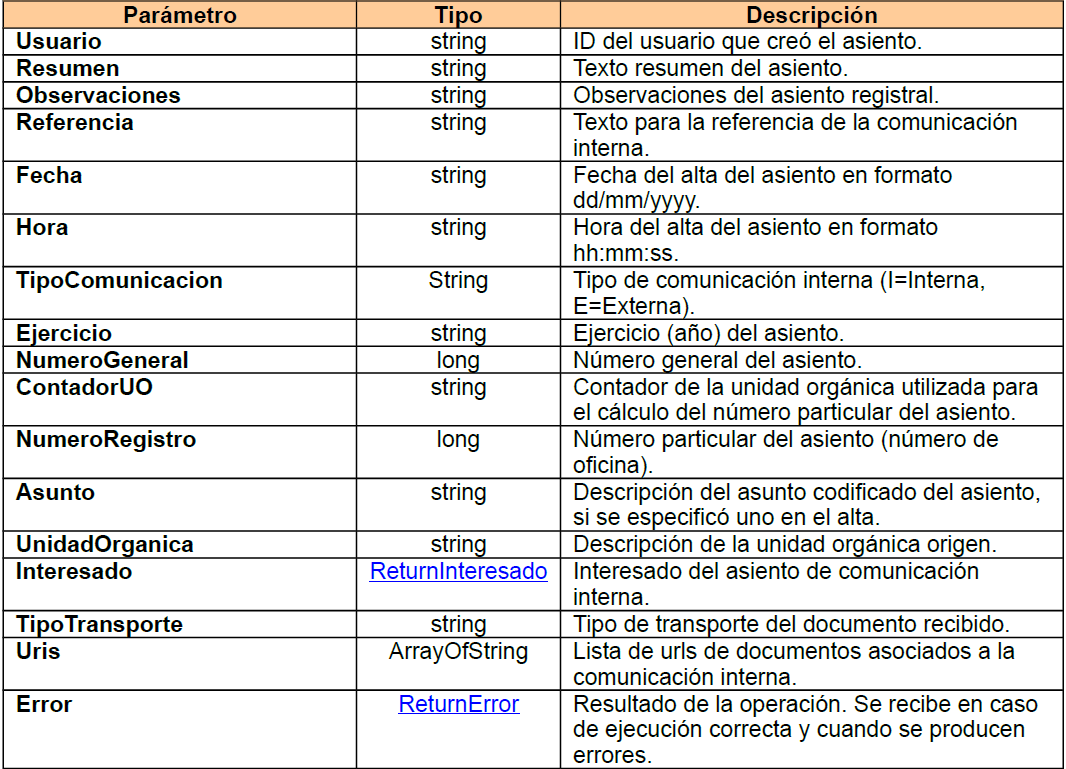 Parámetro Tipo Descripción
Usuario string ID del usuario que creó el asiento.
Resumen string Texto resumen del asiento.
Observaciones string Observaciones del asiento registral.
Referencia string Texto para la referencia de la comunicación
interna.
Fecha string Fecha del alta del asiento en formato
dd/mm/yyyy.
Hora string Hora del alta del asiento en formato
hh:mm:ss.
TipoComunicacion String Tipo de comunicación interna (I=Interna,
E=Externa).
Ejercicio string Ejercicio (año) del asiento.
NumeroGeneral long Número general del asiento.
ContadorUO string Contador de la unidad orgánica utilizada para
el cálculo del número particular del asiento.
NumeroRegistro long Número particular del asiento (número de
oficina).
Asunto string Descripción del asunto codificado del asiento,
si se especificó uno en el alta.
UnidadOrganica string Descripción de la unidad orgánica origen.
Interesado ReturnInteresado Interesado del asiento de comunicación
interna.
TipoTransporte string Tipo de transporte del documento recibido.
Uris ArrayOfString Lista de urls de documentos asociados a la
comunicación interna.
Error ReturnError Resultado de la operación. Se recibe en caso
de ejecución correcta y cuando se producen
errores.